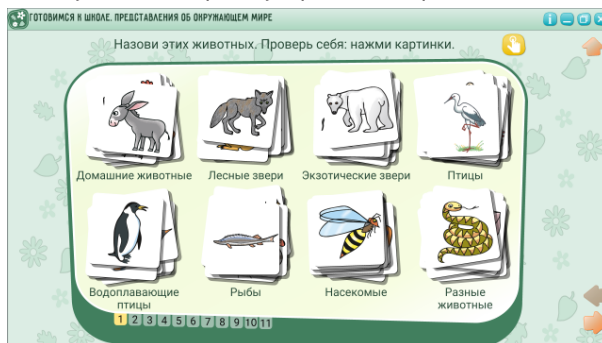 ГОТОВИМСЯ К ШКОЛЕ. ПРЕДСТАВЛЕНИЯ ОБ ОКРУЖАЮЩЕМ МИРЕ
Назови этих животных. Проверь себя: нажми картинки.
Домашние животные Лесные звери Экзотические звери Птицы
Водоплавающие птицы Рыбы Насекомые Разные животные
1 2 3 4 5 6 7 8 9 10 11